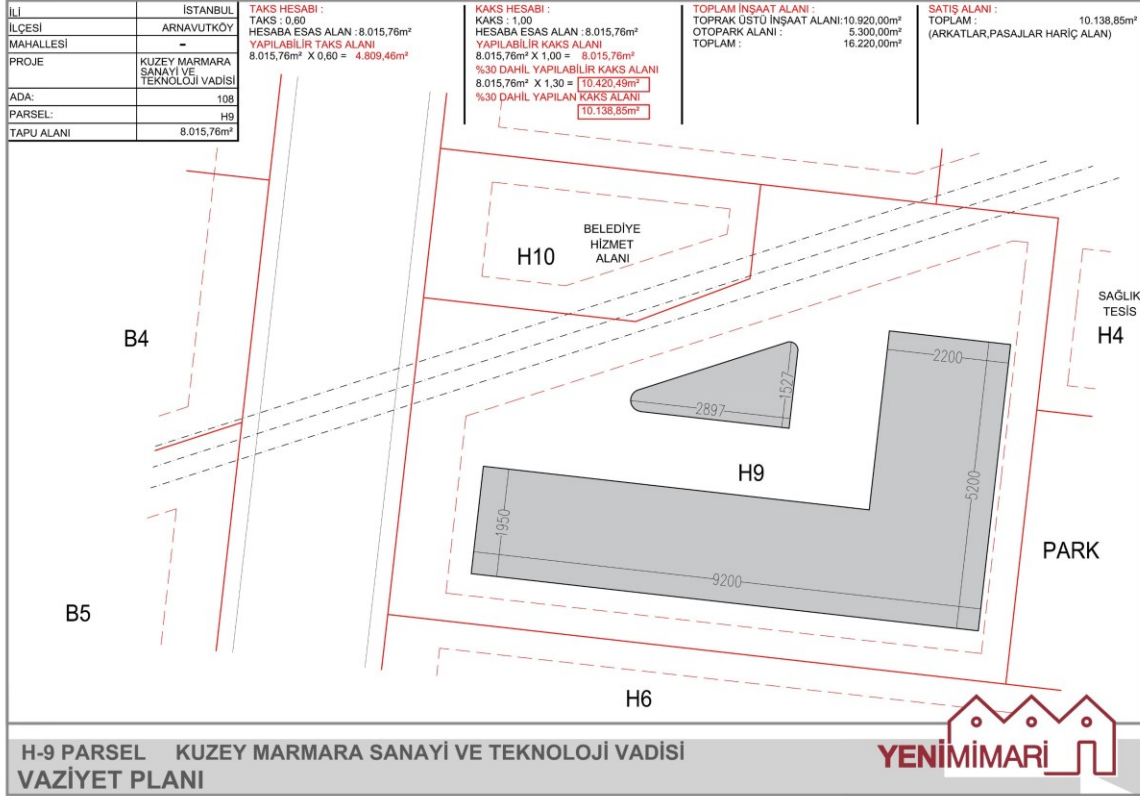 İLİ İSTANBUL
İLÇESİ ARNAVUTKÖY
MAHALLESİ -
PROJE KUZEY MARMARA
SANAYİ VE
TEKNOLOJİ VADİSİ
ADA: 108
PARSEL: H9
TAPU ALANI 8.015,76m²
TAKS HESABI :
TAKS : 0,60
HESABA ESAS ALAN : 8.015,76m²
YAPILABİLİR TAKS ALANI
8.015,76m² X 0,60 = 4.809,46m²
KAKS HESABI :
KAKS : 1,00
HESABA ESAS ALAN : 8.015,76m²
YAPILABİLİR KAKS ALANI
8.015,76m² X 1,00 = 8.015,76m²
%30 DAHİL YAPILABİLİR KAKS ALANI
8.015,76m² X 1,30 = 10.420,49m²
%30 DAHİL YAPILAN KAKS ALANI
10.138,85m²
TOPLAM İNŞAAT ALANI :
TOPRAK ÜSTÜ İNŞAAT ALANI: 10.920,00m²
OTOPARK ALANI : 5.300,00m²
TOPLAM : 16.220,00m²
SATIŞ ALANI :
TOPLAM : 10.138,85m²
(ARKATLAR,PASAJLAR HARİÇ ALAN)
BELEDİYE
HİZMET
ALANI
H10
SAĞLIK
TESİS
H4
B4
2200
1527
2897
H9
5200
1950
PARK
9200
B5
H6
H-9 PARSEL KUZEY MARMARA SANAYİ VE TEKNOLOJİ VADİSİ
VAZİYET PLANI
YENİMİMARİ